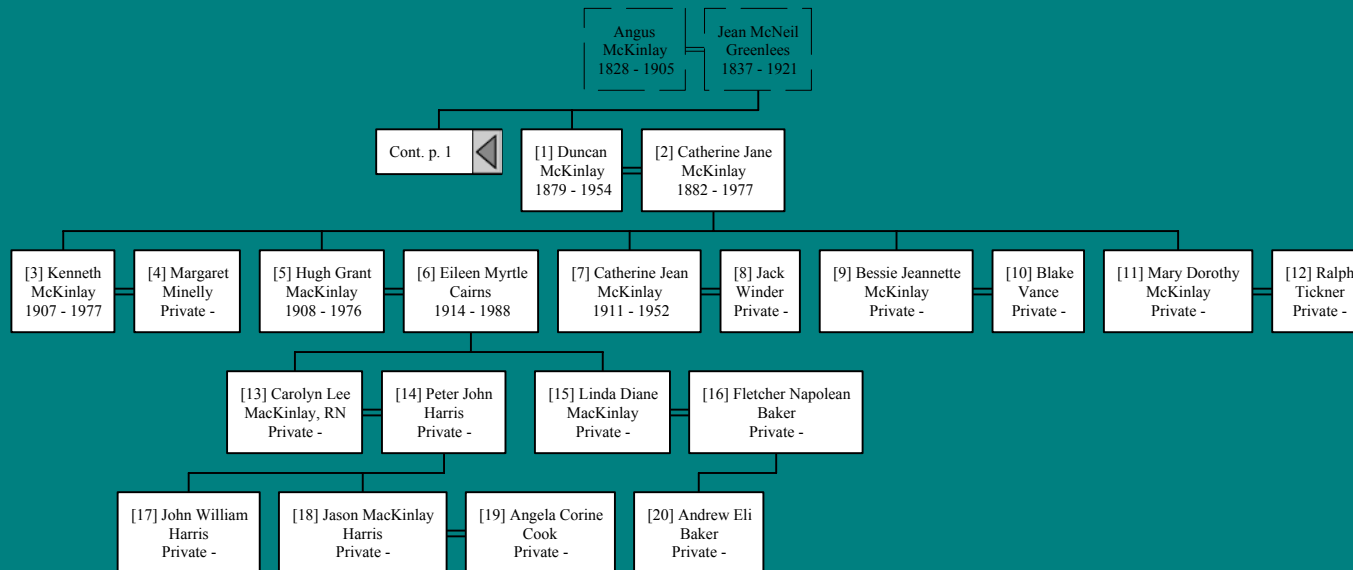 Angus
McKinlay
1828 - 1905
Jean McNeil
Greenlees
1837 - 1921
Cont. p. 1
[1] Duncan
McKinlay
1879 - 1954
[2] Catherine Jane
McKinlay
1882 - 1977
[3] Kenneth
McKinlay
1907 - 1977
[4] Margaret
Minelly
Private -
[5] Hugh Grant
MacKinlay
1908 - 1976
[6] Eileen Myrtle
Cairns
1914 - 1988
[7] Catherine Jean
McKinlay
1911 - 1952
[8] Jack
Winder
Private -
[9] Bessie Jeannette
McKinlay
Private -
[10] Blake
Vance
Private -
[11] Mary Dorothy
McKinlay
Private -
[12] Ralph
Tickner
Private -
[13] Carolyn Lee
MacKinlay, RN
Private -
[14] Peter John
Harris
Private -
[15] Linda Diane
MacKinlay
Private -
[16] Fletcher Napolean
Baker
Private -
[17] John William
Harris
Private -
[18] Jason MacKinlay
Harris
Private -
[19] Angela Corine
Cook
Private -
[20] Andrew Eli
Baker
Private -